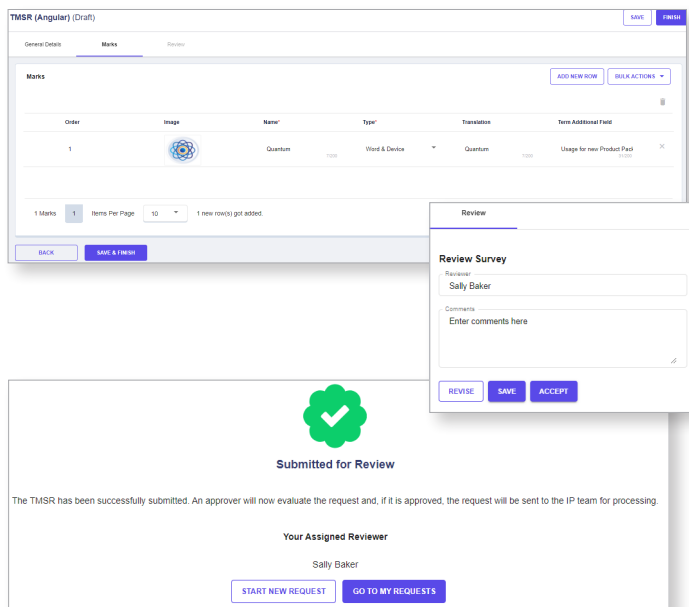 TMSR (Angular) (Draft)
SAVE
FINISH
General Details
Marks
Review
Marks
ADD NEW ROW
BULK ACTIONS
Order
Image
Name*
Type*
Translation
Term Additional Field
1
Quantum
7/200
Word & Device
Quantum
7/200
Usage for new Product Pack
1 Marks
1
Items Per Page
10
1 new row(s) got added.
BACK
SAVE & FINISH
Review
Review Survey
Reviewer
Sally Baker
Comments
Enter comments here
REVISE
SAVE
ACCEPT
Submitted for Review
The TMSR has been successfully submitted. An approver will now evaluate the request and, if it is approved, the request will be sent to the IP team for processing.
Your Assigned Reviewer
Sally Baker
START NEW REQUEST
GO TO MY REQUESTS